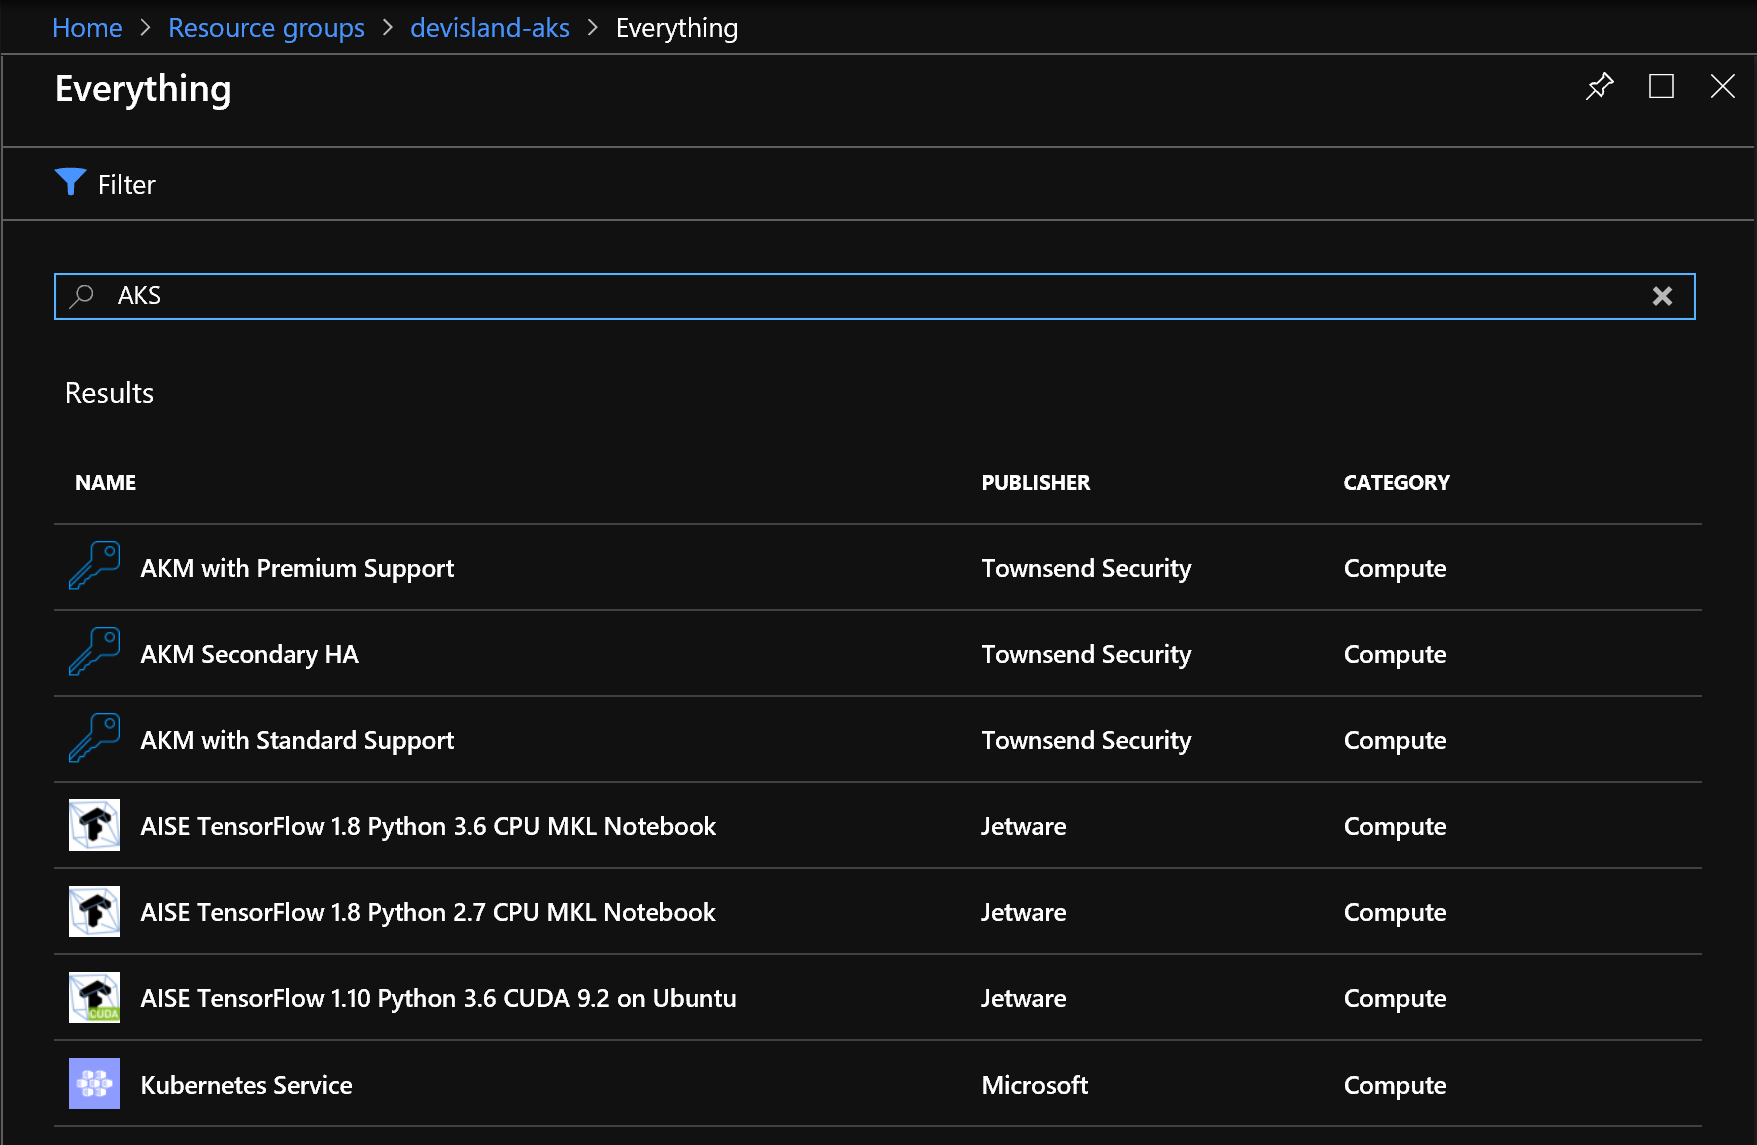 Home > Resource groups > devisland-aks > Everything
Everything
Filter
AKS
Results
NAME PUBLISHER CATEGORY
AKM with Premium Support Townsend Security Compute
AKM Secondary HA Townsend Security Compute
AKM with Standard Support Townsend Security Compute
AISE TensorFlow 1.8 Python 3.6 CPU MKL Notebook Jetware Compute
AISE TensorFlow 1.8 Python 2.7 CPU MKL Notebook Jetware Compute
CUDA AISE TensorFlow 1.10 Python 3.6 CUDA 9.2 on Ubuntu Jetware Compute
Kubernetes Service Microsoft Compute